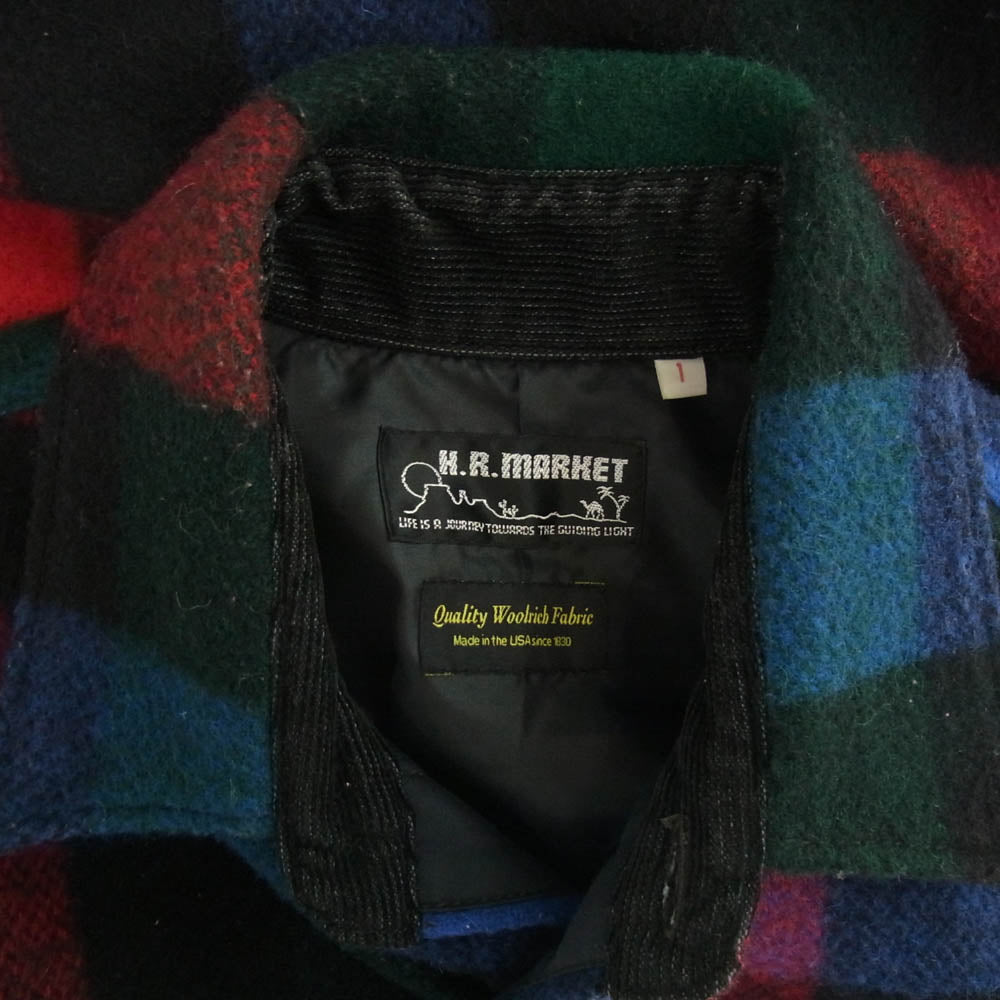 1
H.R.MARKET
LIFE IS A JOURNEY TOWARDS THE GUIDING LIGHT
Quality Woolrich Fabric
Made in the USA since 1830